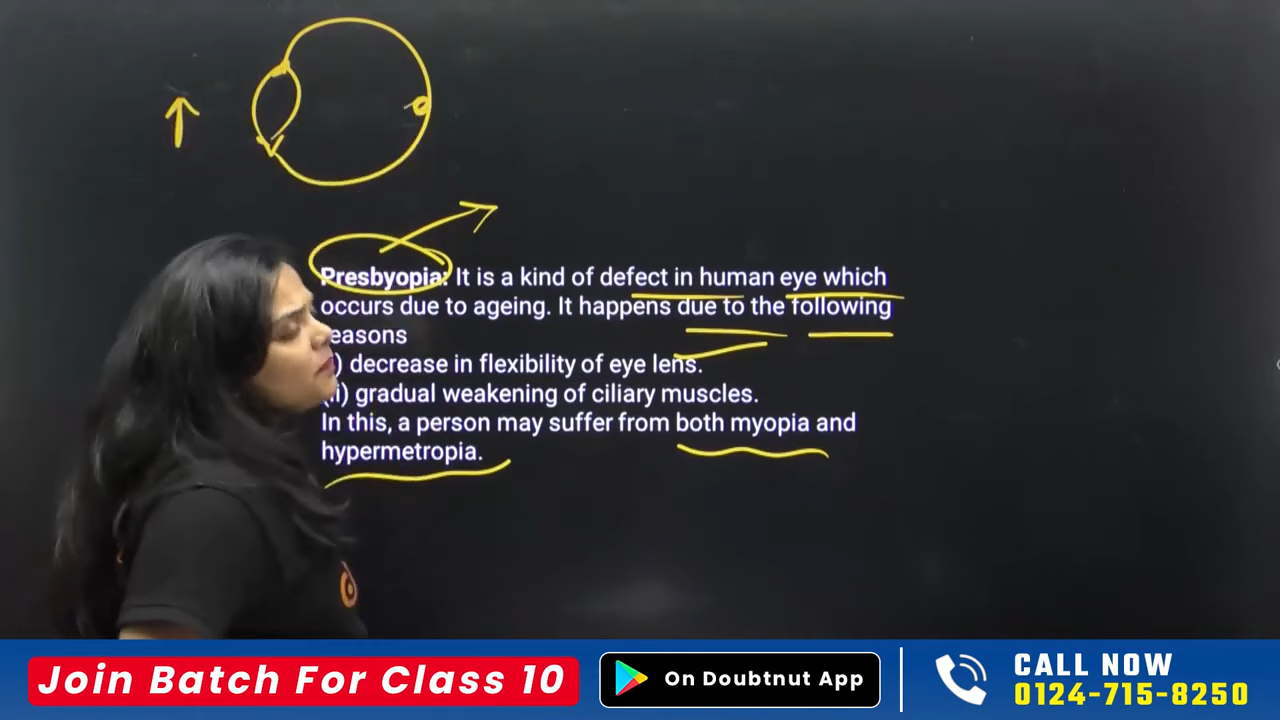 Presbyopia: It is a kind of defect in human eye which
occurs due to ageing. It happens due to the following
easons
) decrease in flexibility of eye lens.
ii) gradual weakening of ciliary muscles.
In this, a person may suffer from both myopia and
hypermetropia.
Join Batch For Class 10
On Doubtnut App
CALL NOW
0124-715-8250